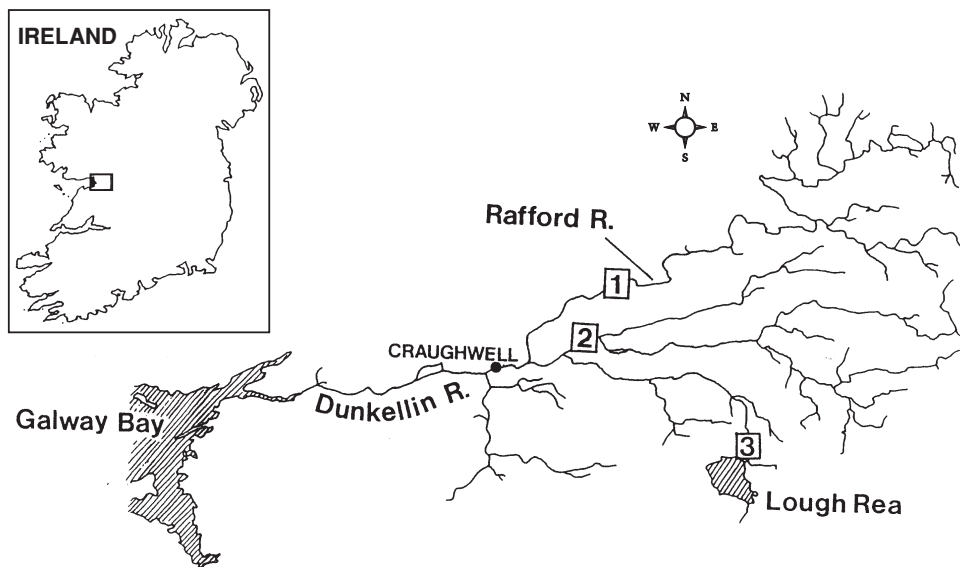 IRELAND
N
W E
S
Rafford R.
1
2
CRAUGHWELL
Dunkellin R.
Galway Bay
3
Lough Rea